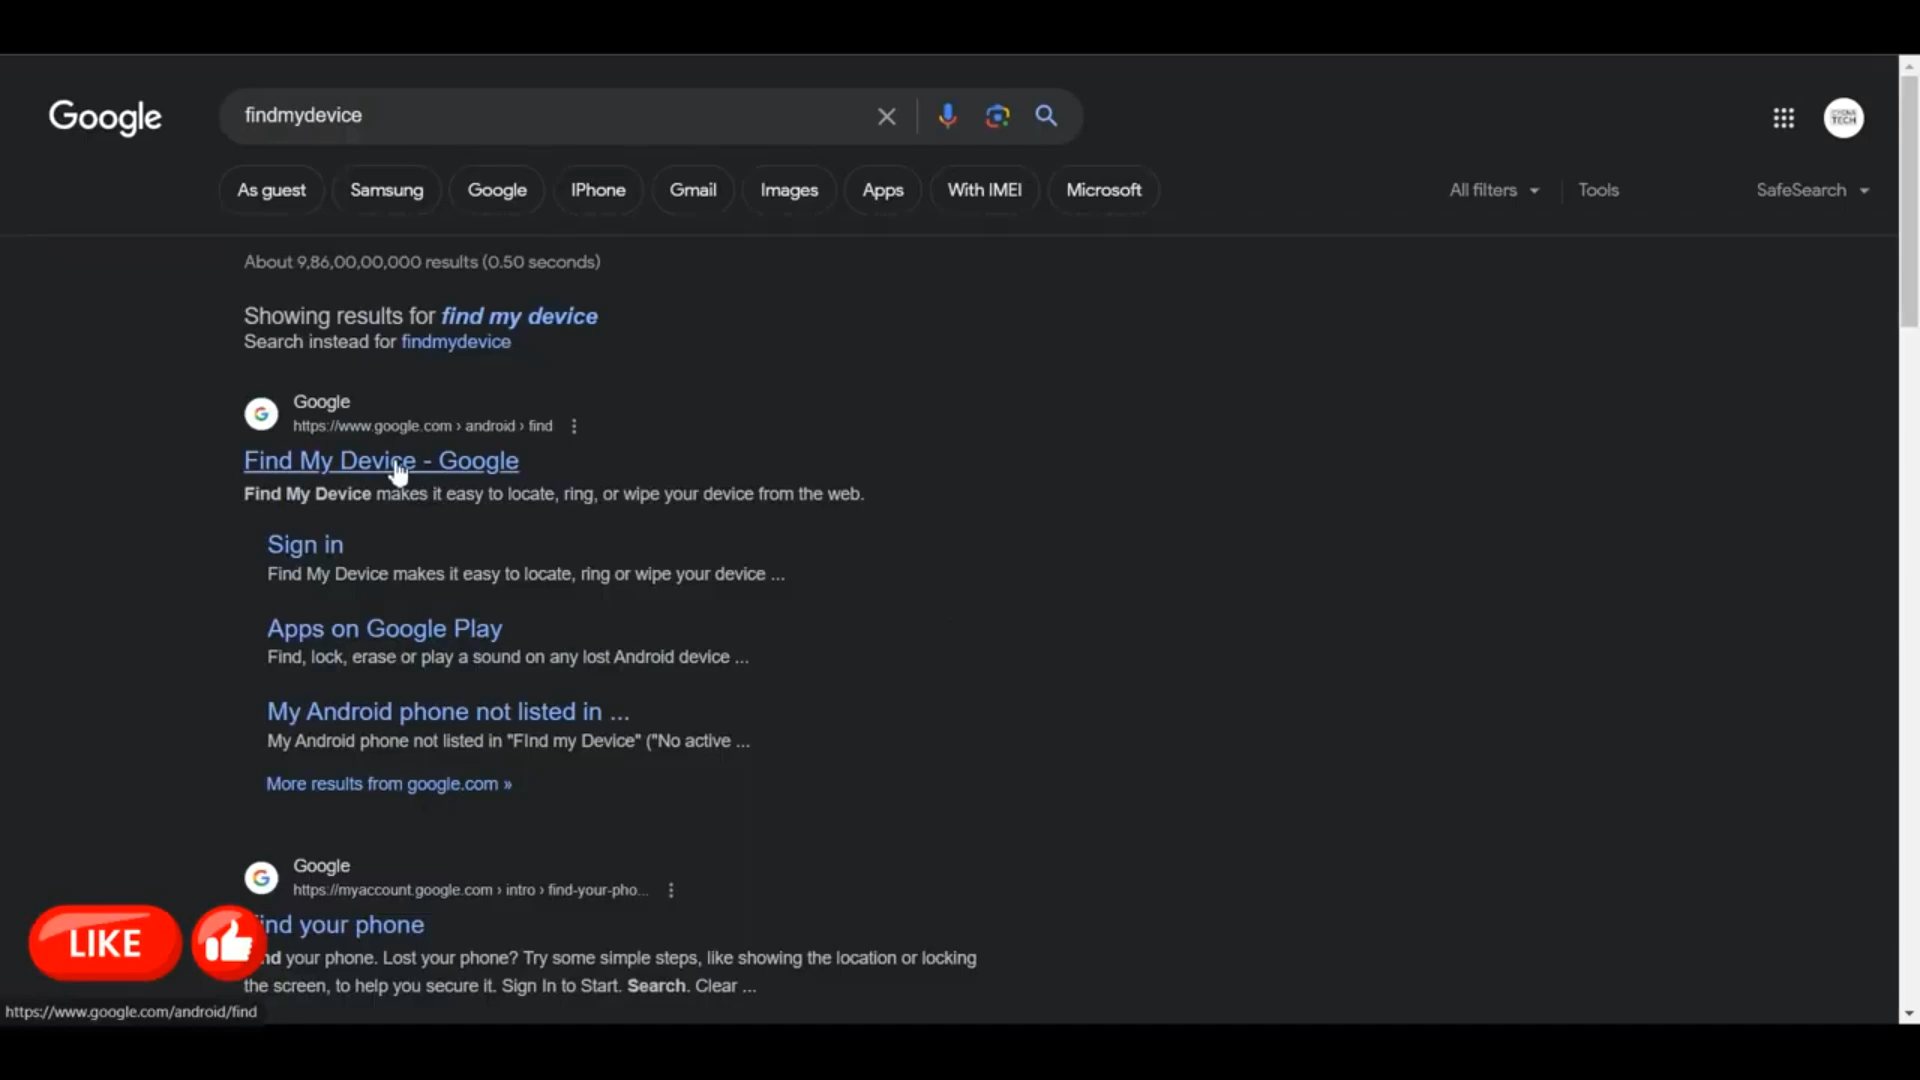 Google
findmydevice
TECH
As guest
Samsung
Google
IPhone
Gmail
Images
Apps
With IMEI
Microsoft
All filters
Tools
SafeSearch
About 9,86,00,00,000 results (0.50 seconds)
Showing results for find my device
Search instead for findmydevice
Google
https://www.google.com › android › find
Find My Device - Google
Find My Device makes it easy to locate, ring, or wipe your device from the web.
Sign in
Find My Device makes it easy to locate, ring or wipe your device ...
Apps on Google Play
Find, lock, erase or play a sound on any lost Android device ...
My Android phone not listed in ...
My Android phone not listed in "FInd my Device" ("No active ...
More results from google.com »
Google
https://myaccount.google.com › intro › find-your-pho...
ind your phone
nd your phone. Lost your phone? Try some simple steps, like showing the location or locking
the screen, to help you secure it. Sign In to Start. Search. Clear ...
LIKE
https://www.google.com/android/find